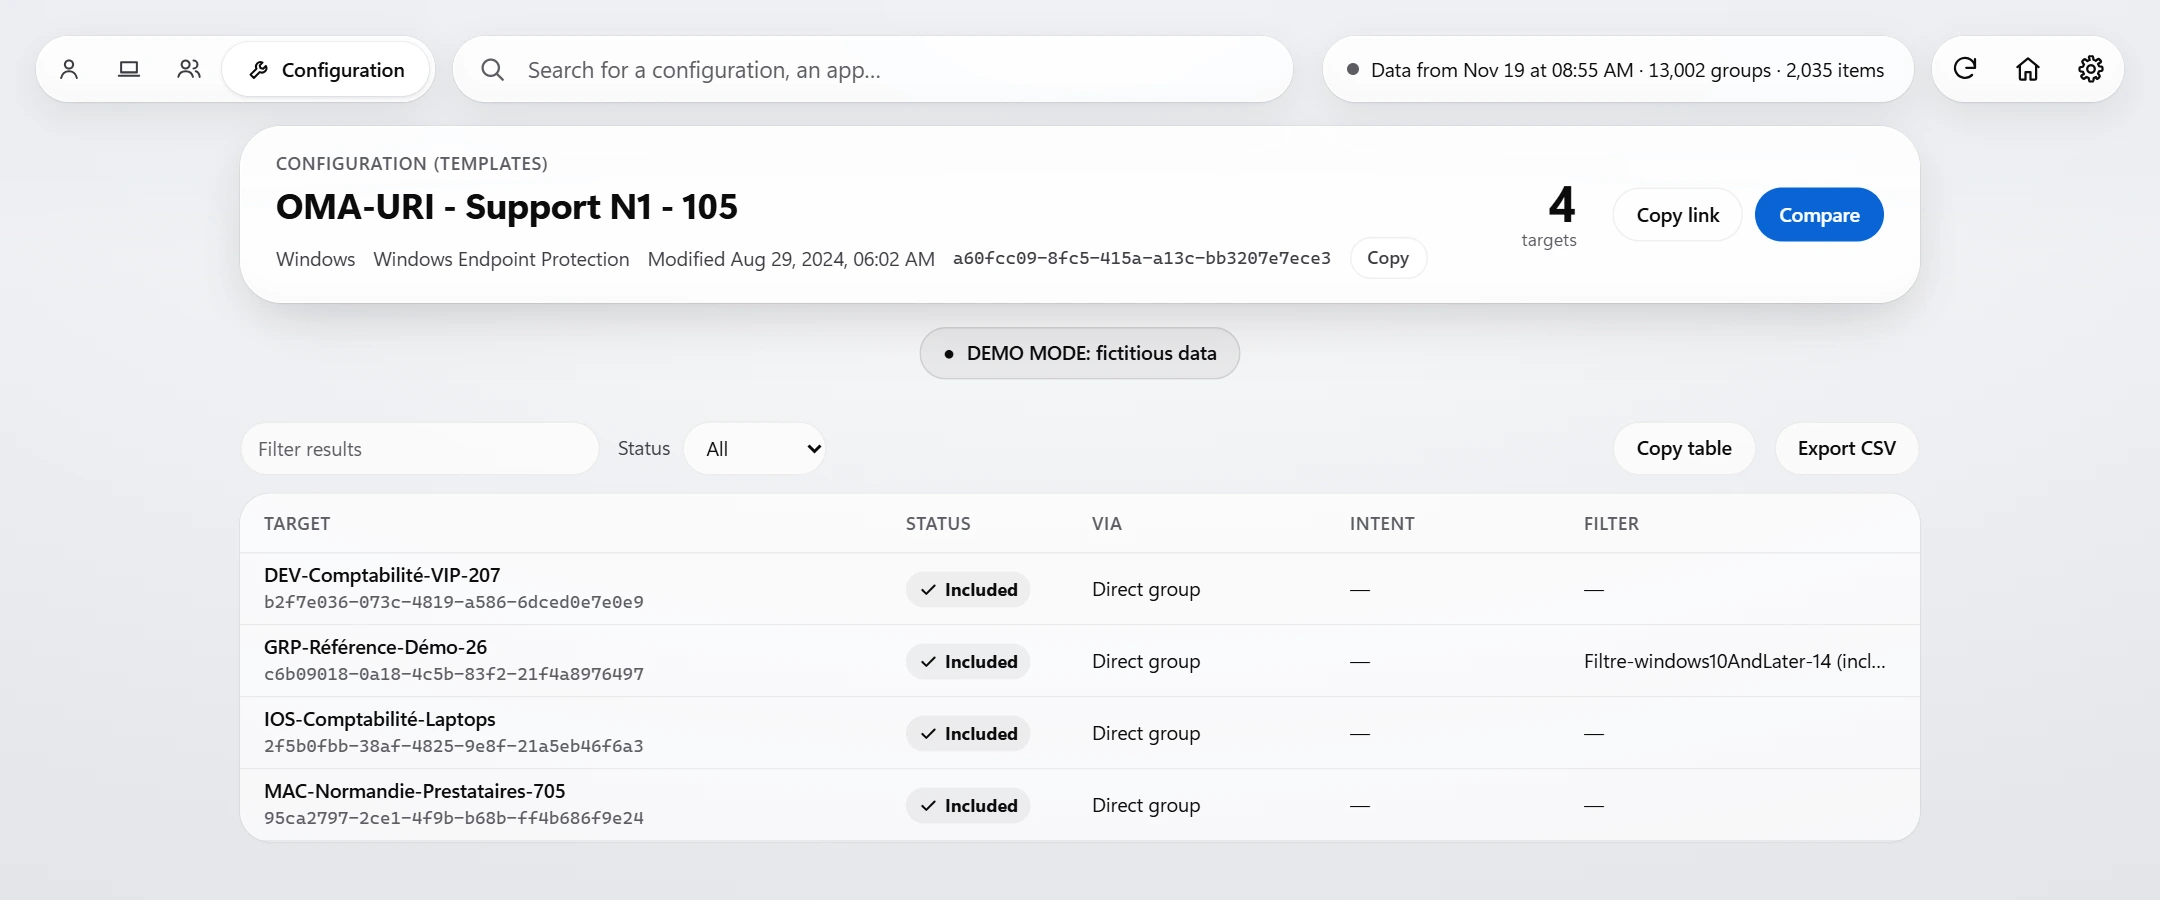 Configuration
Search for a configuration, an app...
Data from Nov 19 at 08:55 AM · 13,002 groups · 2,035 items
CONFIGURATION (TEMPLATES)
OMA-URI - Support N1 - 105
Windows Windows Endpoint Protection Modified Aug 29, 2024, 06:02 AM a60fcc09-8fc5-415a-a13c-bb3207e7ece3 Copy
4
targets
Copy link
Compare
DEMO MODE: fictitious data
Filter results Status All Copy table Export CSV
TARGET STATUS VIA INTENT FILTER
DEV-Comptabilité-VIP-207
b2f7e036-073c-4819-a586-6dced0e7e0e9
Included Direct group — —
GRP-Référence-Démo-26
c6b09018-0a18-4c5b-83f2-21f4a8976497
Included Direct group — Filtre-windows10AndLater-14 (incl...
IOS-Comptabilité-Laptops
2f5b0fbb-38af-4825-9e8f-21a5eb46f6a3
Included Direct group — —
MAC-Normandie-Prestataires-705
95ca2797-2ce1-4f9b-b68b-ff4b686f9e24
Included Direct group — —